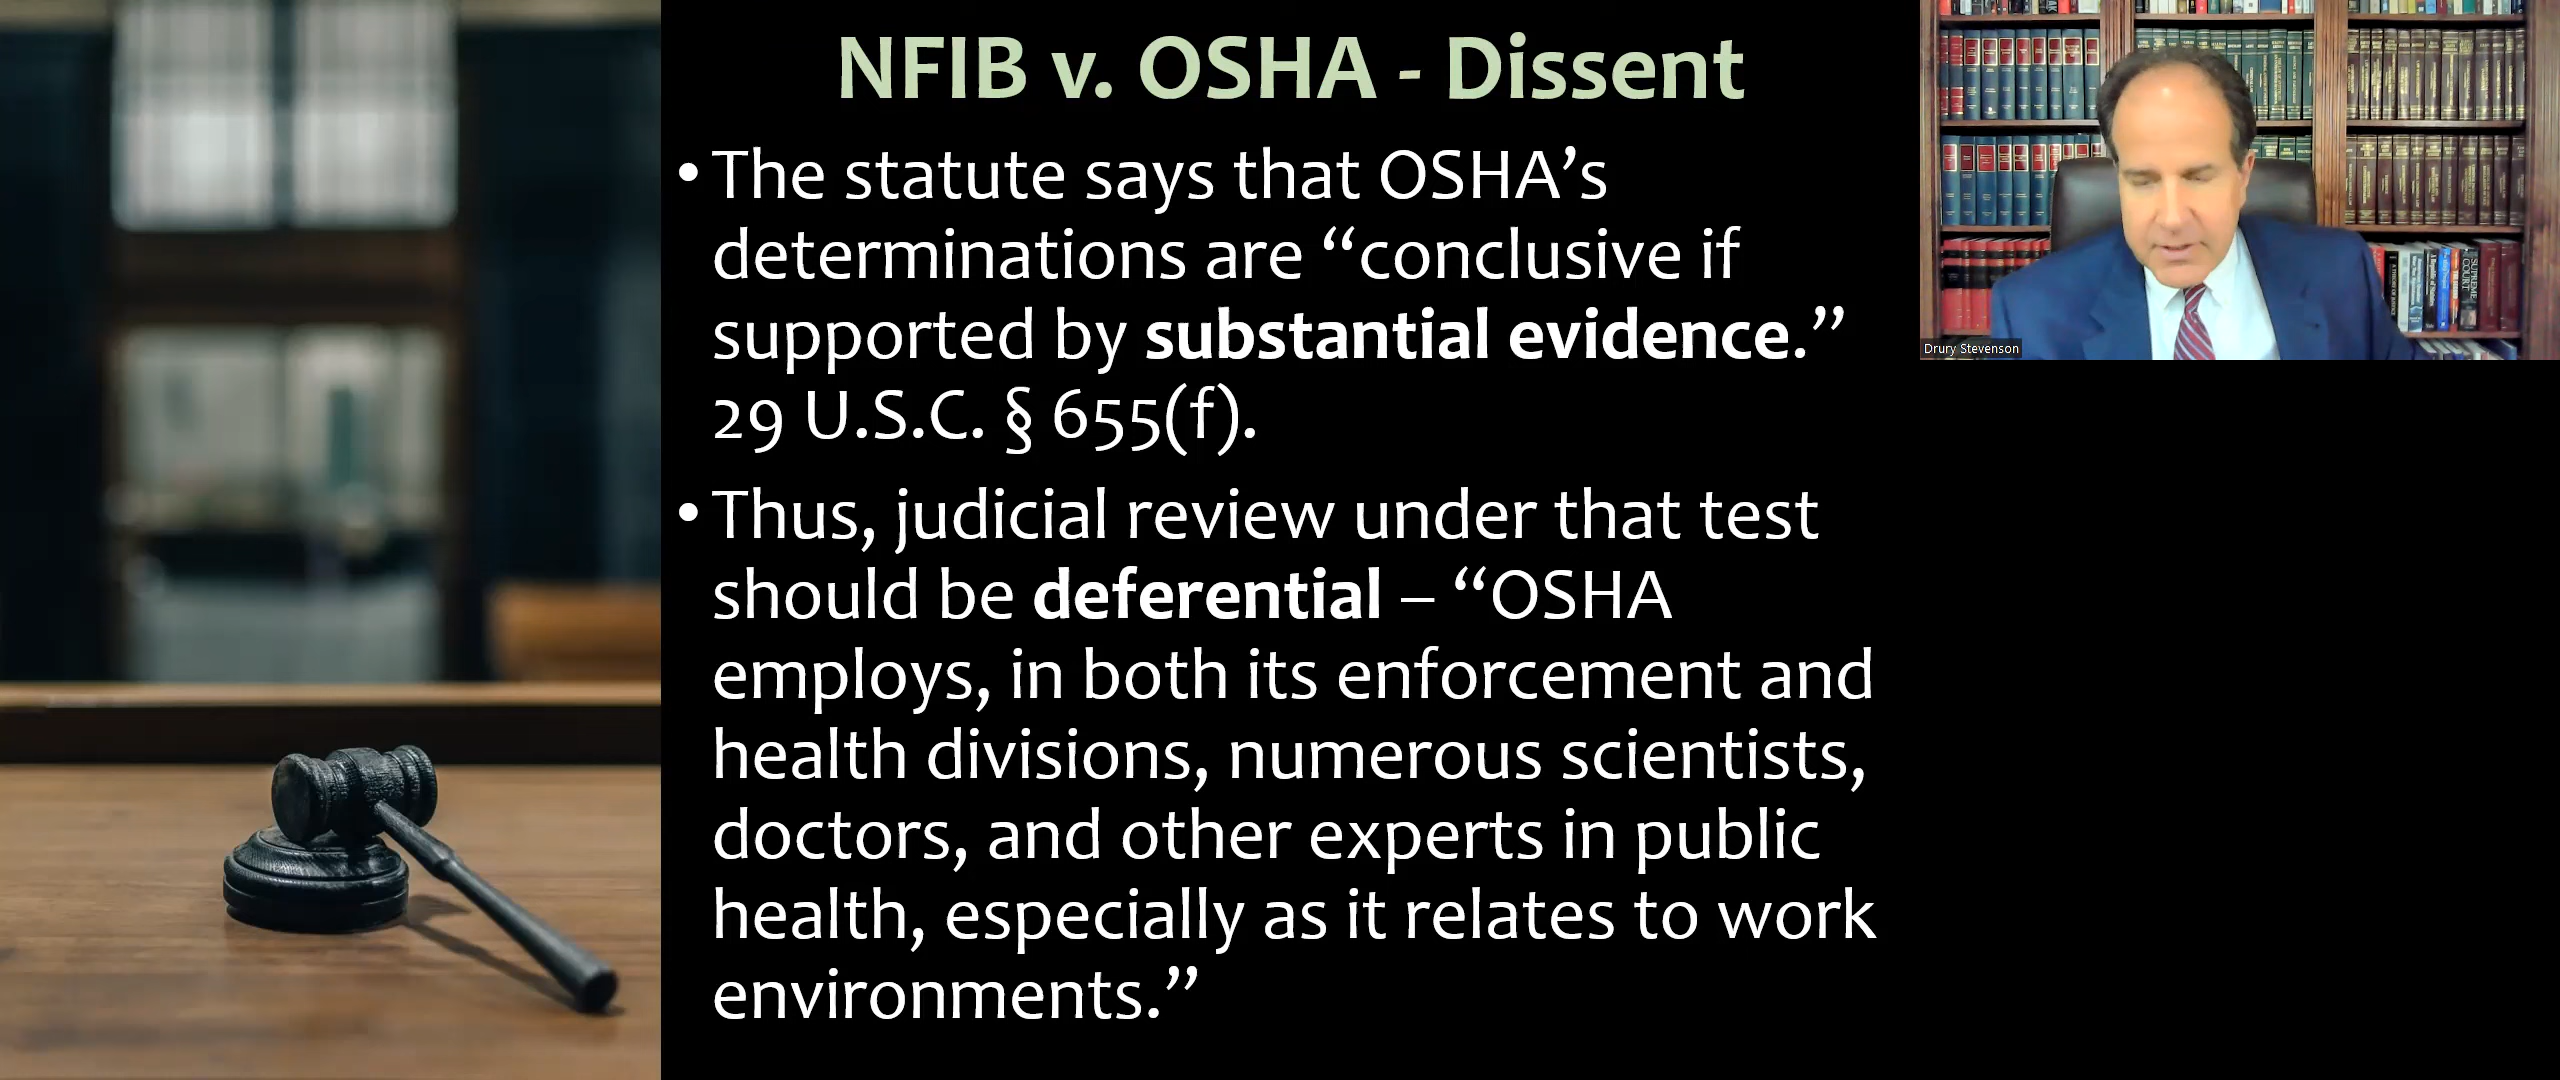 NFIB v. OSHA - Dissent
• The statute says that OSHA’s
determinations are “conclusive if
supported by substantial evidence.”
29 U.S.C. § 655(f).
• Thus, judicial review under that test
should be deferential – “OSHA
employs, in both its enforcement and
health divisions, numerous scientists,
doctors, and other experts in public
health, especially as it relates to work
environments.”
SUPREME
COURT
Drury Stevenson